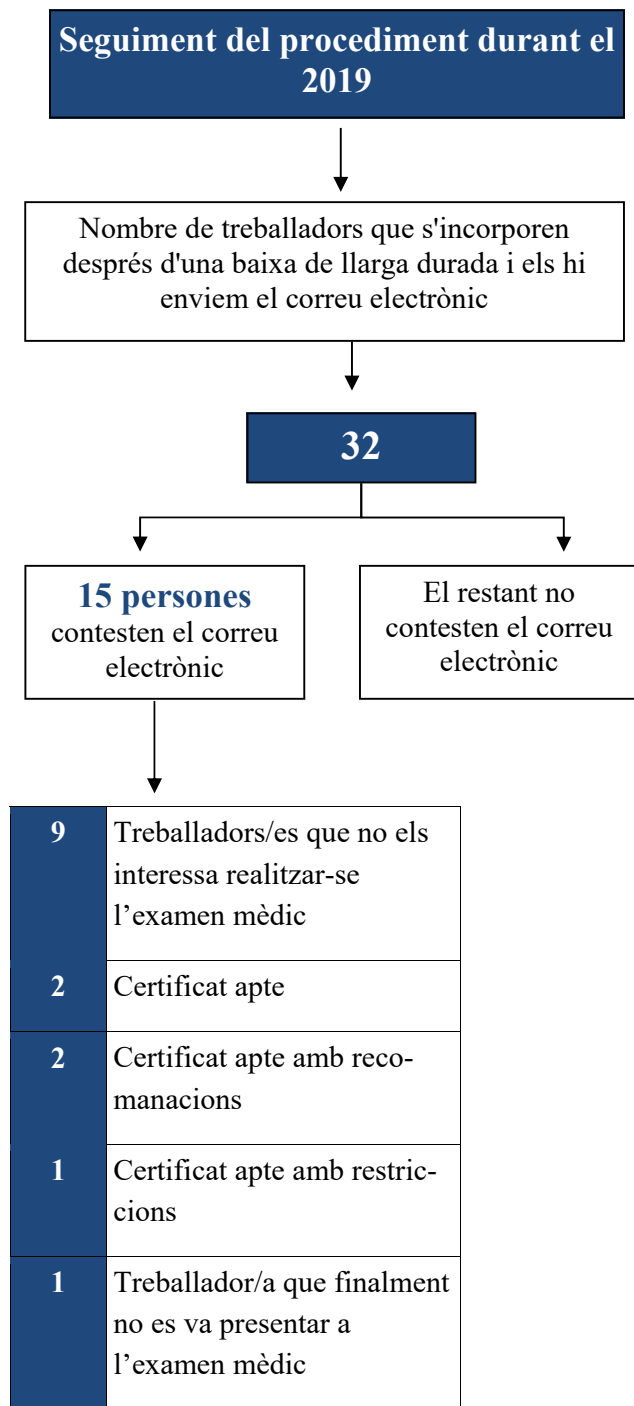 Seguiment del procediment durant el
2019
Nombre de treballadors que s'incorporen
després d'una baixa de llarga durada i els hi
enviem el correu electrònic
32
15 persones
contesten el correu
electrònic
El restant no
contesten el correu
electrònic
9
Treballadors/es que no els
interessa realitzar-se
l’examen mèdic
2
Certificat apte
2
Certificat apte amb reco-
manacions
1
Certificat apte amb restric-
cions
1
Treballador/a que finalment
no es va presentar a
l’examen mèdic